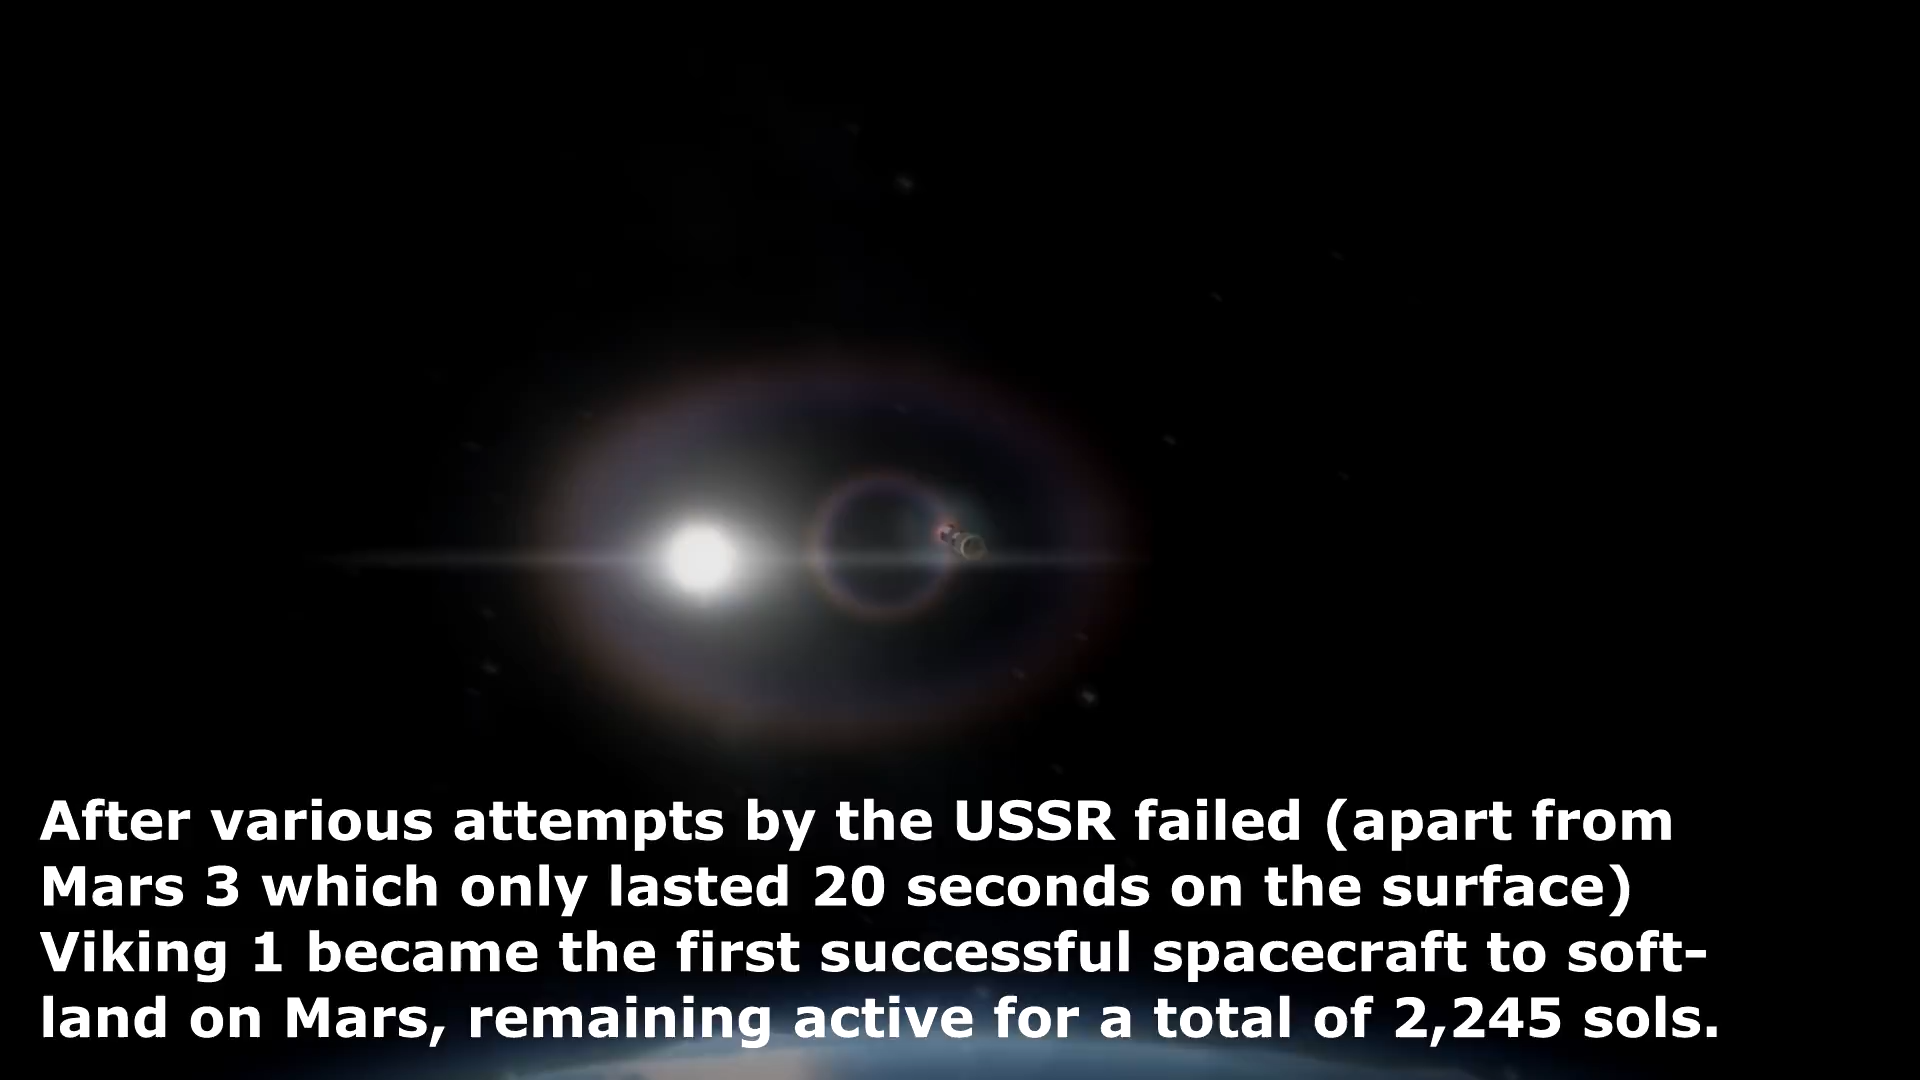 After various attempts by the USSR failed (apart from
Mars 3 which only lasted 20 seconds on the surface)
Viking 1 became the first successful spacecraft to soft-
land on Mars, remaining active for a total of 2,245 sols.